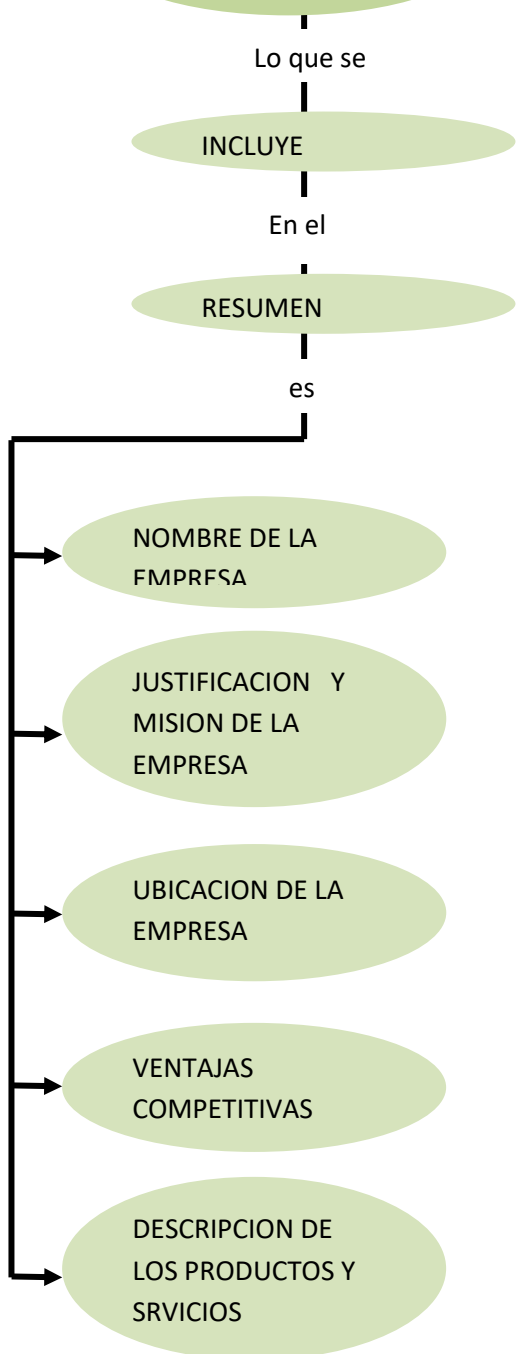 Lo que se
INCLUYE
En el
RESUMEN
es
NOMBRE DE LA
EMPRESA
JUSTIFICACION Y
MISION DE LA
EMPRESA
UBICACION DE LA
EMPRESA
VENTAJAS
COMPETITIVAS
DESCRIPCION DE
LOS PRODUCTOS Y
SRVICIOS